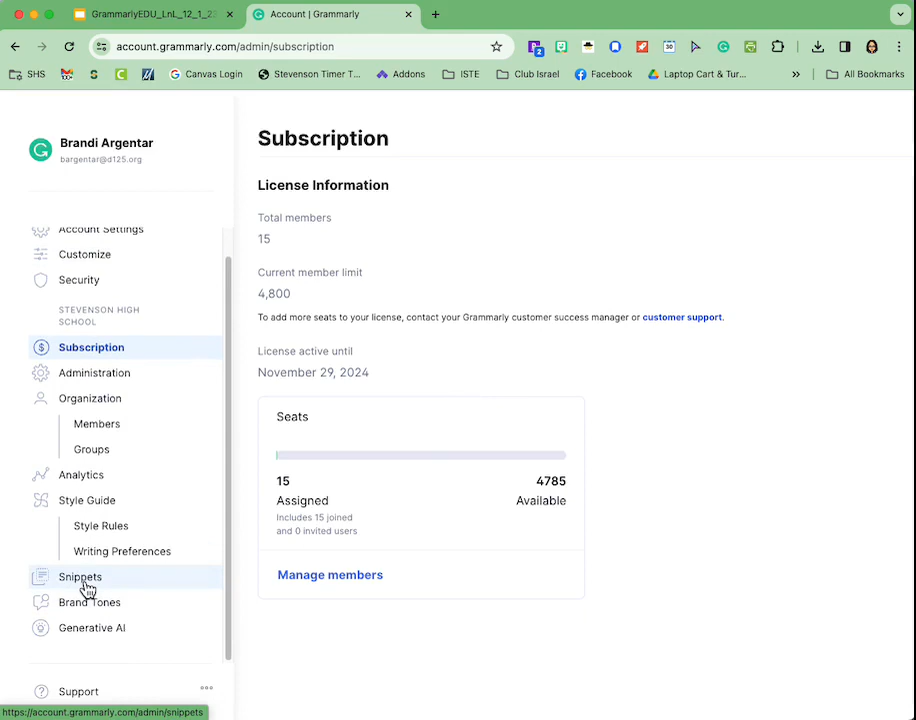 GrammarlyEDU_LnL_12_1_23
Account | Grammarly
account.grammarly.com/admin/subscription
SHS
Canvas Login
Stevenson Timer T...
Addons
ISTE
Club Israel
Facebook
Laptop Cart & Tur...
All Bookmarks
Brandi Argentar
bargentar@d125.org
Account Settings
Customize
Security
STEVENSON HIGH
SCHOOL
Subscription
Administration
Organization
Members
Groups
Analytics
Style Guide
Style Rules
Writing Preferences
Snippets
Brand Tones
Generative AI
Support
Subscription
License Information
Total members
15
Current member limit
4,800
To add more seats to your license, contact your Grammarly customer success manager or customer support.
License active until
November 29, 2024
Seats
15 4785
Assigned Available
Includes 15 joined
and 0 invited users
Manage members
https://account.grammarly.com/admin/snippets